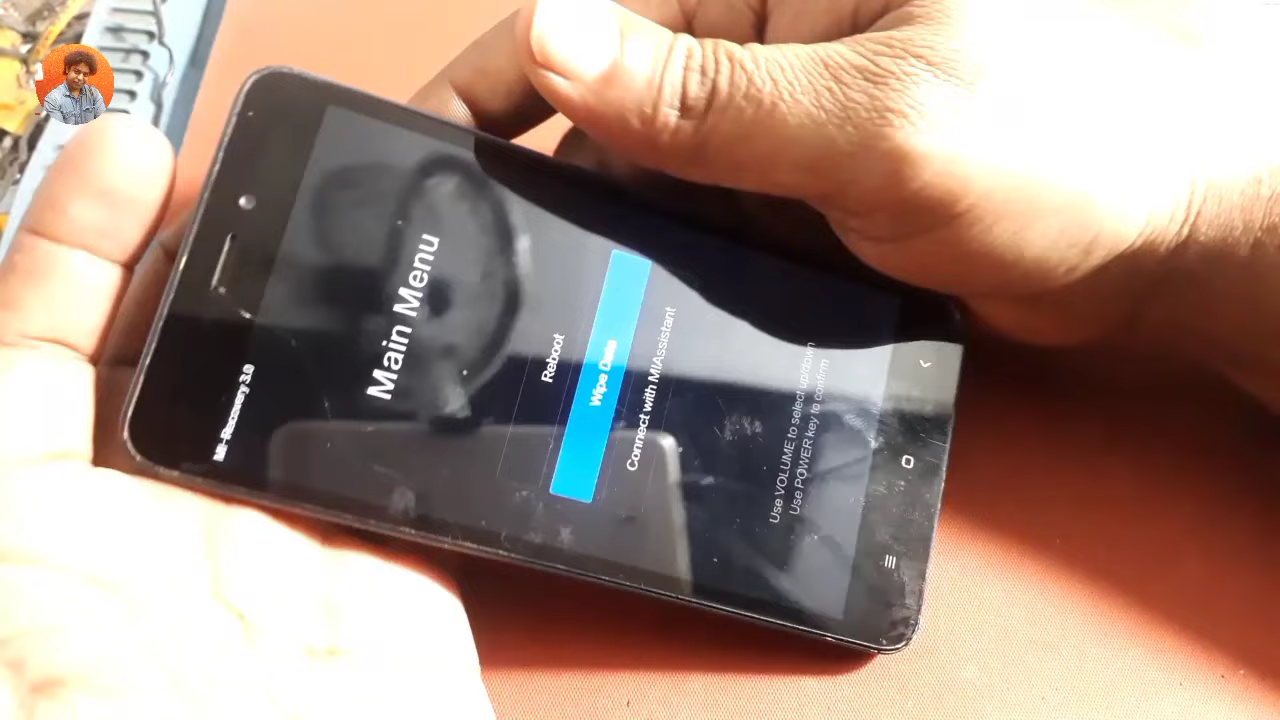 Mi-Recovery 3.0
Main Menu
Reboot
Wipe Data
Connect with MIAssistant
Use VOLUME to select up/down
Use POWER key to confirm